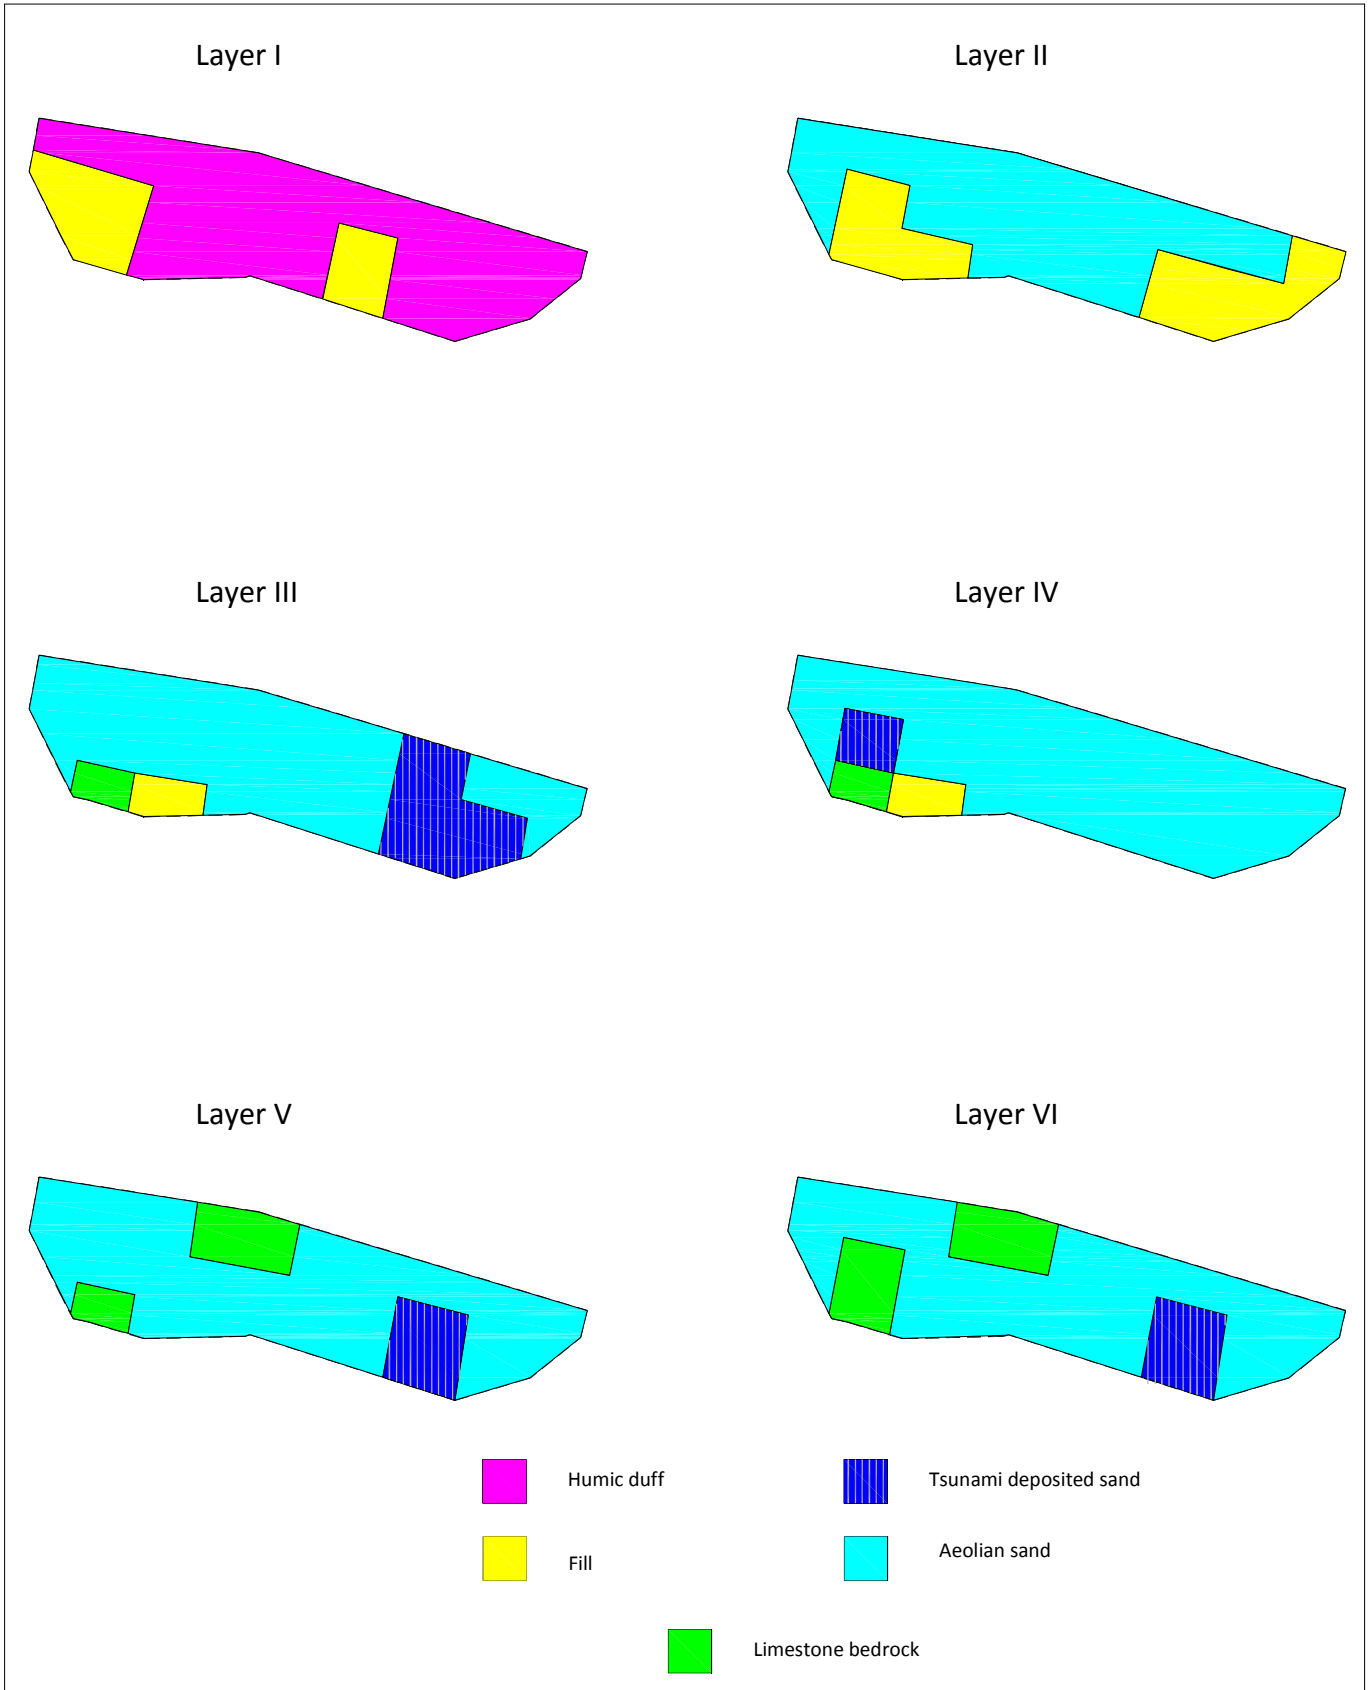 Layer I
Layer II
Layer III
Layer IV
Layer V
Layer VI
Humic duff
Tsunami deposited sand
Fill
Aeolian sand
Limestone bedrock